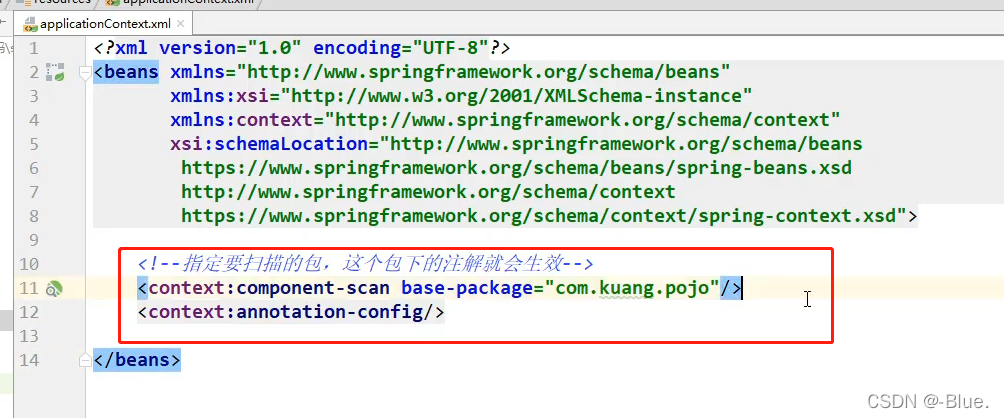 resources
applicationContext.xml
applicationContext.xml
1 <?xml version="1.0" encoding="UTF-8"?>
2 <beans xmlns="http://www.springframework.org/schema/beans"
3 xmlns:xsi="http://www.w3.org/2001/XMLSchema-instance"
4 xmlns:context="http://www.springframework.org/schema/context"
5 xsi:schemaLocation="http://www.springframework.org/schema/beans
6 https://www.springframework.org/schema/beans/spring-beans.xsd
7 http://www.springframework.org/schema/context
8 https://www.springframework.org/schema/context/spring-context.xsd">
9
10 <!--指定要扫描的包，这个包下的注解就会生效-->
11 <context:component-scan base-package="com.kuang.pojo"/>
12 <context:annotation-config/>
13
14 </beans>
CSDN @-Blue.